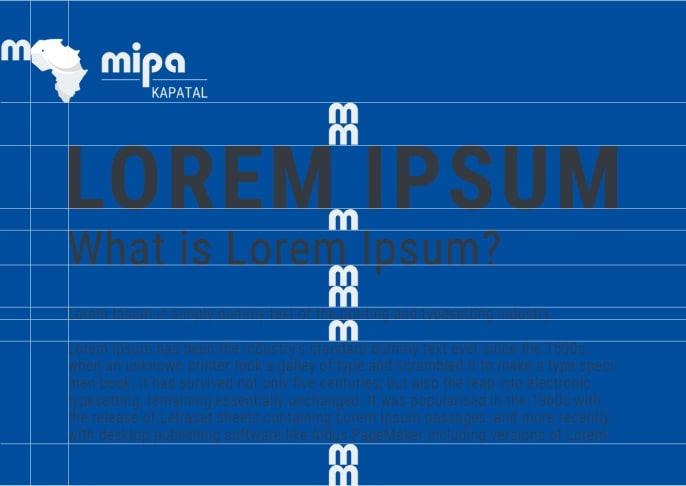 m
mipa
KAPATAL
m
m
LOREM IPSUM
m
What is Lorem Ipsum?
m
m
Lorem Ipsum is simply dummy text of the printing and typesetting industry.
m
Lorem Ipsum has been the industry's standard dummy text ever since the 1500s,
when an unknown printer took a galley of type and scrambled it to make a type speci
men book. It has survived not only five centuries, but also the leap into electronic
typesetting, remaining essentially unchanged. It was popularised in the 1960s with
the release of Letraset sheets containing Lorem Ipsum passages, and more recently
with desktop publishing software like Aldus PageMaker including versions of Lorem
m
m